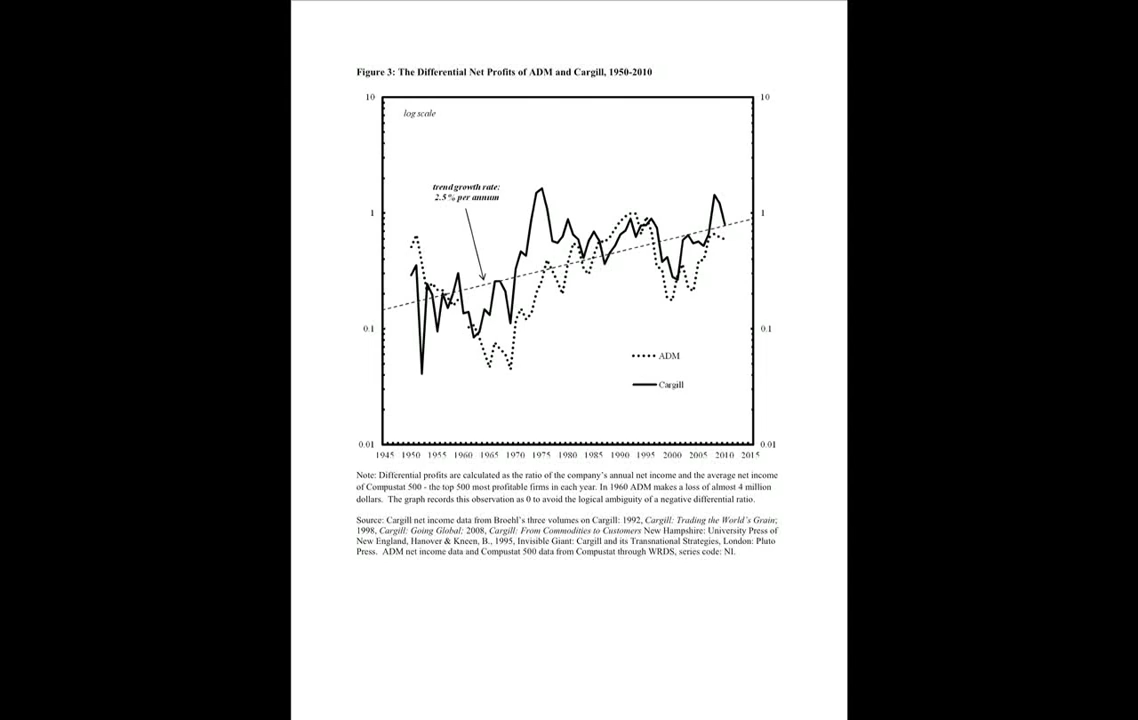 Figure 3: The Differential Net Profits of ADM and Cargill, 1950-2010
10 10
log scale
trend growth rate:
2.5% per annum
1 1
0.1 0.1
ADM
Cargill
0.01 0.01
1945 1950 1955 1960 1965 1970 1975 1980 1985 1990 1995 2000 2005 2010 2015
Note: Differential profits are calculated as the ratio of the company's annual net income and the average net income
of Compustat 500 - the top 500 most profitable firms in each year. In 1960 ADM makes a loss of almost 4 million
dollars. The graph records this observation as 0 to avoid the logical ambiguity of a negative differential ratio.
Source: Cargill net income data from Broehl's three volumes on Cargill: 1992, Cargill: Trading the World's Grain;
1998, Cargill: Going Global; 2008, Cargill: From Commodities to Customers New Hampshire: University Press of
New England, Hanover & Kneen, B., 1995, Invisible Giant: Cargill and its Transnational Strategies, London: Pluto
Press. ADM net income data and Compustat 500 data from Compustat through WRDS, series code: NI.